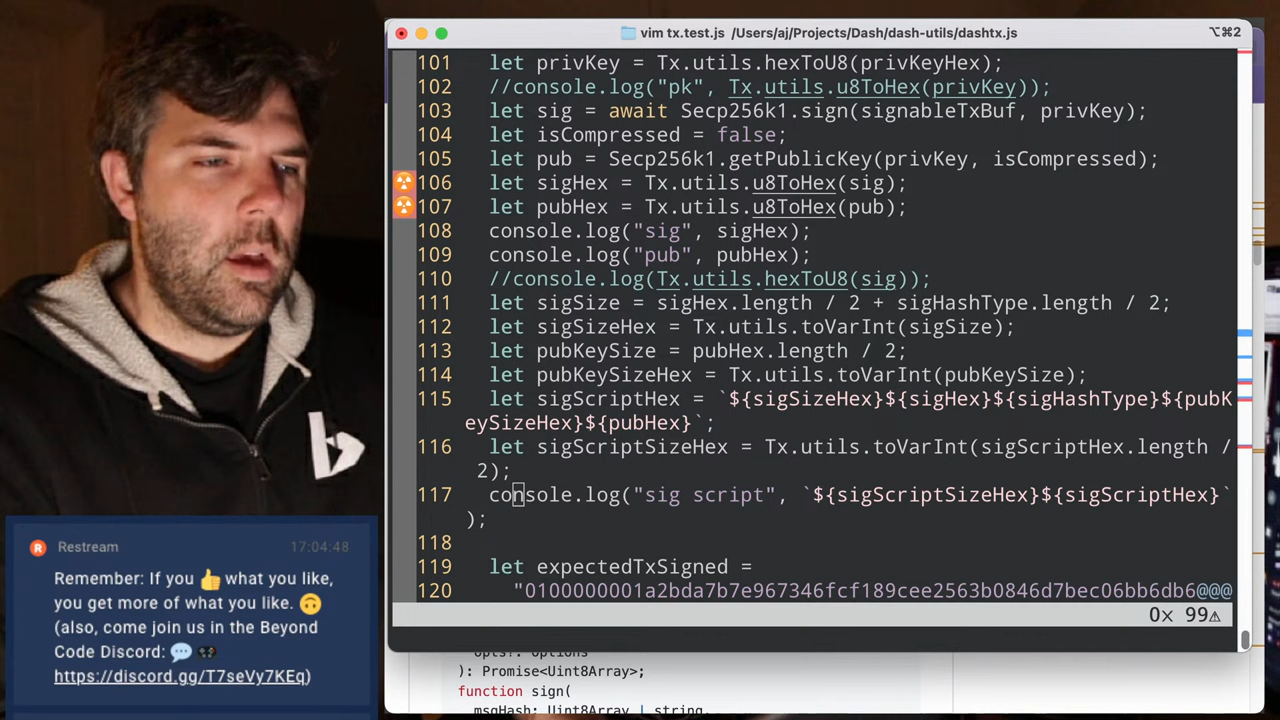 vim tx.test.js /Users/aj/Projects/Dash/dash-utils/dashtx.js
⌥⌘2
101 let privKey = Tx.utils.hexToU8(privKeyHex);
102 //console.log("pk", Tx.utils.u8ToHex(privKey));
103 let sig = await Secp256k1.sign(signableTxBuf, privKey);
104 let isCompressed = false;
105 let pub = Secp256k1.getPublicKey(privKey, isCompressed);
106 let sigHex = Tx.utils.u8ToHex(sig);
107 let pubHex = Tx.utils.u8ToHex(pub);
108 console.log("sig", sigHex);
109 console.log("pub", pubHex);
110 //console.log(Tx.utils.hexToU8(sig));
111 let sigSize = sigHex.length / 2 + sigHashType.length / 2;
112 let sigSizeHex = Tx.utils.toVarInt(sigSize);
113 let pubKeySize = pubHex.length / 2;
114 let pubKeySizeHex = Tx.utils.toVarInt(pubKeySize);
115 let sigScriptHex = `${sigSizeHex}${sigHex}${sigHashType}${pubK
eySizeHex}${pubHex}`;
116 let sigScriptSizeHex = Tx.utils.toVarInt(sigScriptHex.length /
2);
117 console.log("sig script", `${sigScriptSizeHex}${sigScriptHex}`
);
118
119 let expectedTxSigned =
120 "0100000001a2bda7b7e967346fcf189cee2563b0846d7bec06bb6db6@@@
0× 99⚠
opts?: Options
): Promise<Uint8Array>;
function sign(
msgHash: Uint8Array | string,
Restream 17:04:48
Remember: If you 👍 what you like,
you get more of what you like. 🙃
(also, come join us in the Beyond
Code Discord: 💬 🎮
https://discord.gg/T7seVy7KEq)